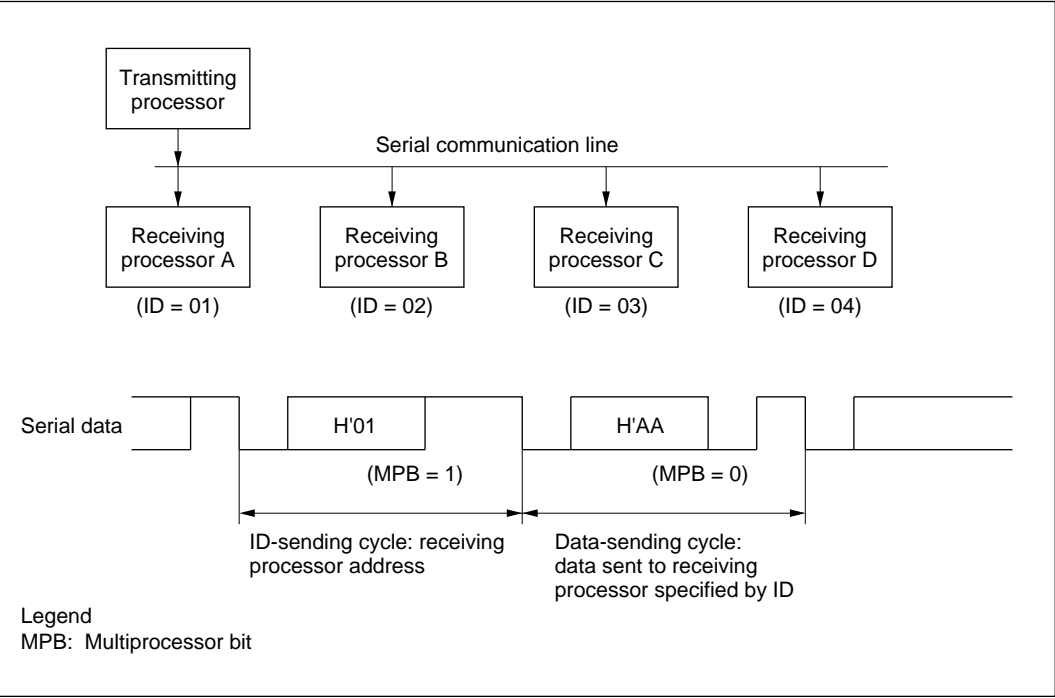 Transmitting
processor
Serial communication line
Receiving
processor A
Receiving
processor B
Receiving
processor C
Receiving
processor D
(ID = 01)
(ID = 02)
(ID = 03)
(ID = 04)
Serial data
H'01
H'AA
(MPB = 1)
(MPB = 0)
ID-sending cycle: receiving
processor address
Data-sending cycle:
data sent to receiving
processor specified by ID
Legend
MPB: Multiprocessor bit